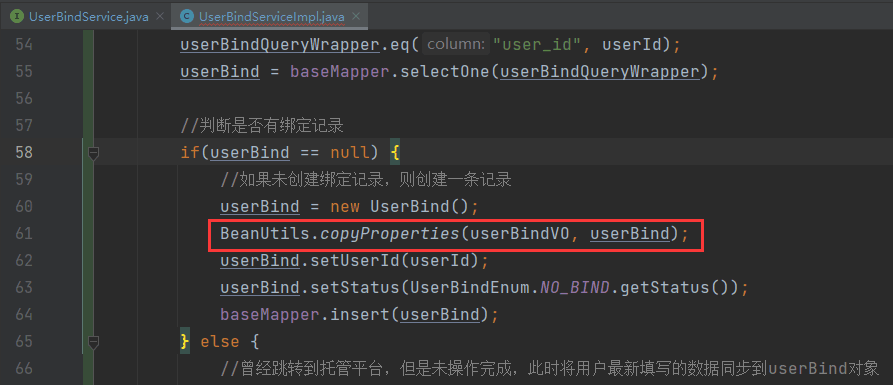 UserBindService.java × UserBindServiceImpl.java ×
54 userBindQueryWrapper.eq( column: "user_id", userId);
55 userBind = baseMapper.selectOne(userBindQueryWrapper);
56
57 //判断是否有绑定记录
58 if(userBind == null) {
59 //如果未创建绑定记录，则创建一条记录
60 userBind = new UserBind();
61 BeanUtils.copyProperties(userBindVO, userBind);
62 userBind.setUserId(userId);
63 userBind.setStatus(UserBindEnum.NO_BIND.getStatus());
64 baseMapper.insert(userBind);
65 } else {
66 //曾经跳转到托管平台，但是未操作完成，此时将用户最新填写的数据同步到userBind对象